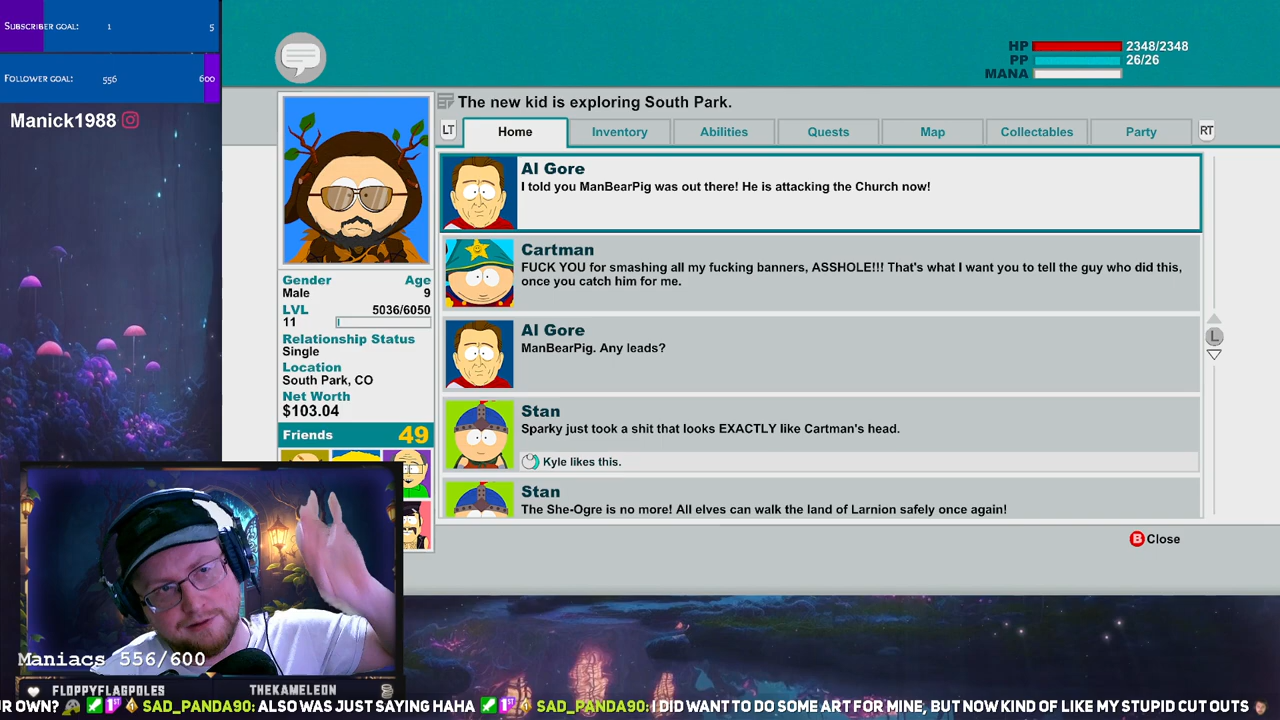 SUBSCRIBER GOAL: 1 5
FOLLOWER GOAL: 556 600
Manick1988
HP 2348/2348
PP 26/26
MANA
The new kid is exploring South Park.
LT Home Inventory Abilities Quests Map Collectables Party RT
Al Gore
I told you ManBearPig was out there! He is attacking the Church now!
Cartman
FUCK YOU for smashing all my fucking banners, ASSHOLE!!! That's what I want you to tell the guy who did this,
once you catch him for me.
Al Gore
ManBearPig. Any leads?
Stan
Sparky just took a shit that looks EXACTLY like Cartman's head.
Kyle likes this.
Stan
The She-Ogre is no more! All elves can walk the land of Larnion safely once again!
L
B Close
Gender Age
Male 9
LVL 5036/6050
11
Relationship Status
Single
Location
South Park, CO
Net Worth
$103.04
Friends 49
Maniacs 556/600
FLOPPYFLAGPOLES THEKAMELEON
UR OWN? 1ST SAD_PANDA90: ALSO WAS JUST SAYING HAHA 1ST SAD_PANDA90: I DID WANT TO DO SOME ART FOR MINE, BUT NOW KIND OF LIKE MY STUPID CUT OUTS